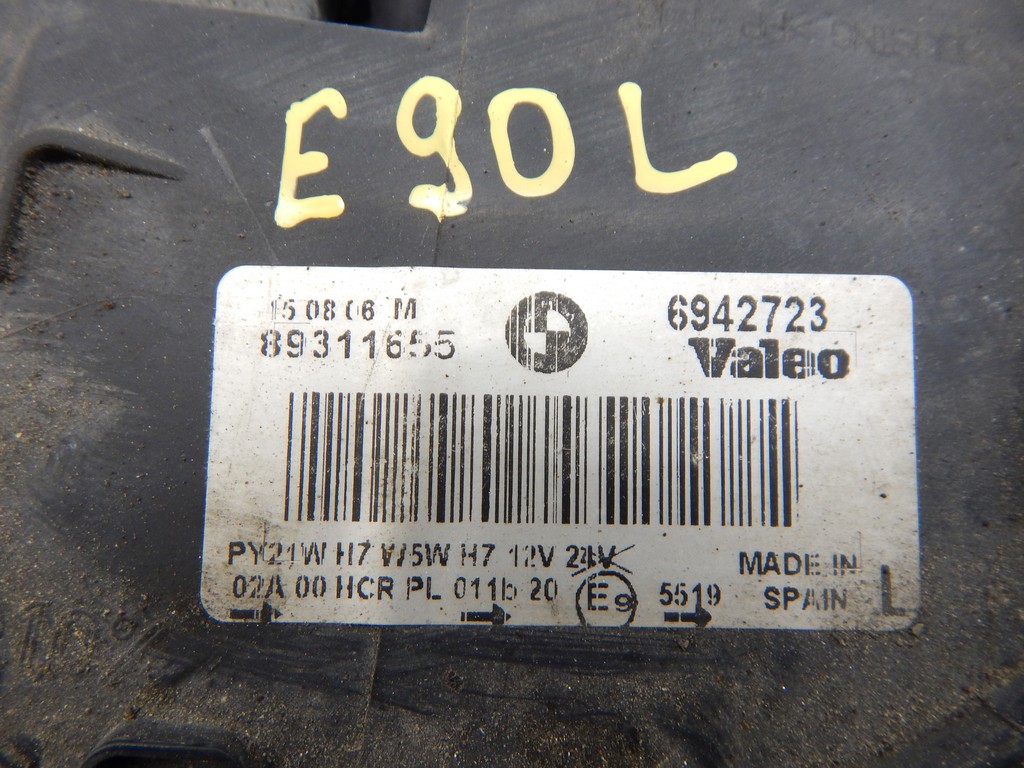 E90L
15 08 06 M
6942723
89311655
Valeo
PY21W H7 W5W H7 12V 24V
MADE IN
02A 00 HCR PL 011b 20 E9 5519
SPAIN L